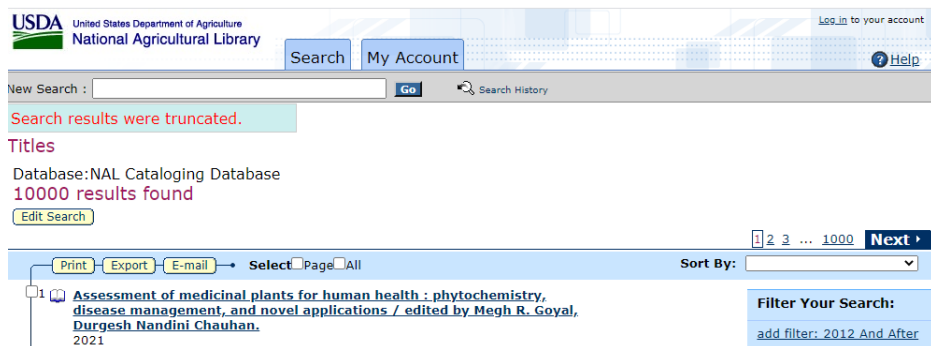 USDA United States Department of Agriculture
National Agricultural Library
Log in to your account
Search My Account
? Help
New Search : Go Search History
Search results were truncated.
Titles
Database:NAL Cataloging Database
10000 results found
Edit Search
1 2 3 ... 1000 Next
Print Export E-mail Select Page All Sort By:
1 Assessment of medicinal plants for human health : phytochemistry,
disease management, and novel applications / edited by Megh R. Goyal,
Durgesh Nandini Chauhan.
2021
Filter Your Search:
add filter: 2012 And After